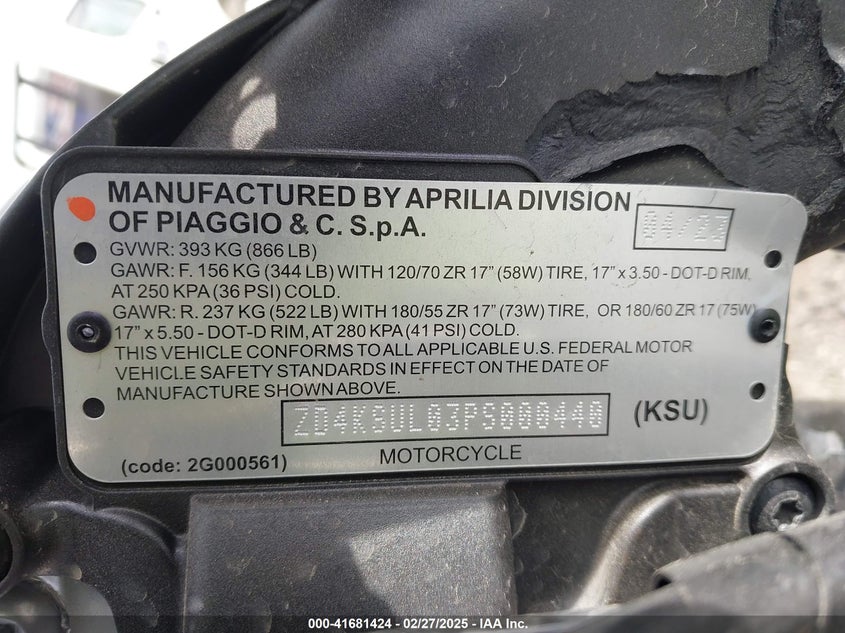 MANUFACTURED BY APRILIA DIVISION
OF PIAGGIO & C. S.p.A.
04/23
GVWR: 393 KG (866 LB)
GAWR: F. 156 KG (344 LB) WITH 120/70 ZR 17" (58W) TIRE, 17" x 3.50 - DOT-D RIM,
AT 250 KPA (36 PSI) COLD.
GAWR: R. 237 KG (522 LB) WITH 180/55 ZR 17" (73W) TIRE, OR 180/60 ZR 17 (75W)
17" x 5.50 - DOT-D RIM, AT 280 KPA (41 PSI) COLD.
THIS VEHICLE CONFORMS TO ALL APPLICABLE U.S. FEDERAL MOTOR
VEHICLE SAFETY STANDARDS IN EFFECT ON THE DATE OF
MANUFACTURE SHOWN ABOVE.
ZD4KSUL03PS000440 (KSU)
(code: 2G000561) MOTORCYCLE
000-41681424 - 02/27/2025 - IAA Inc.